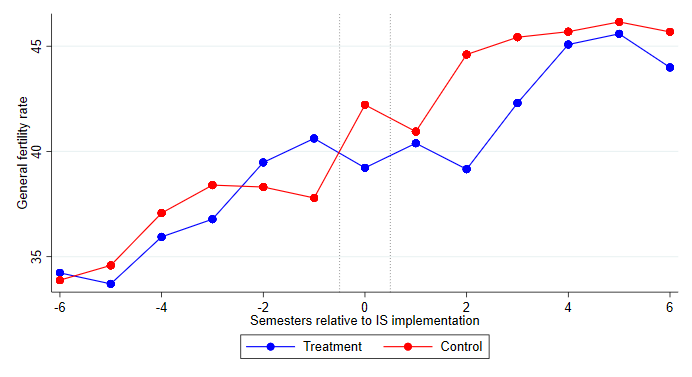 General fertility rate
45
40
35
-6 -4 -2 0 2 4 6
Semesters relative to IS implementation
Treatment Control